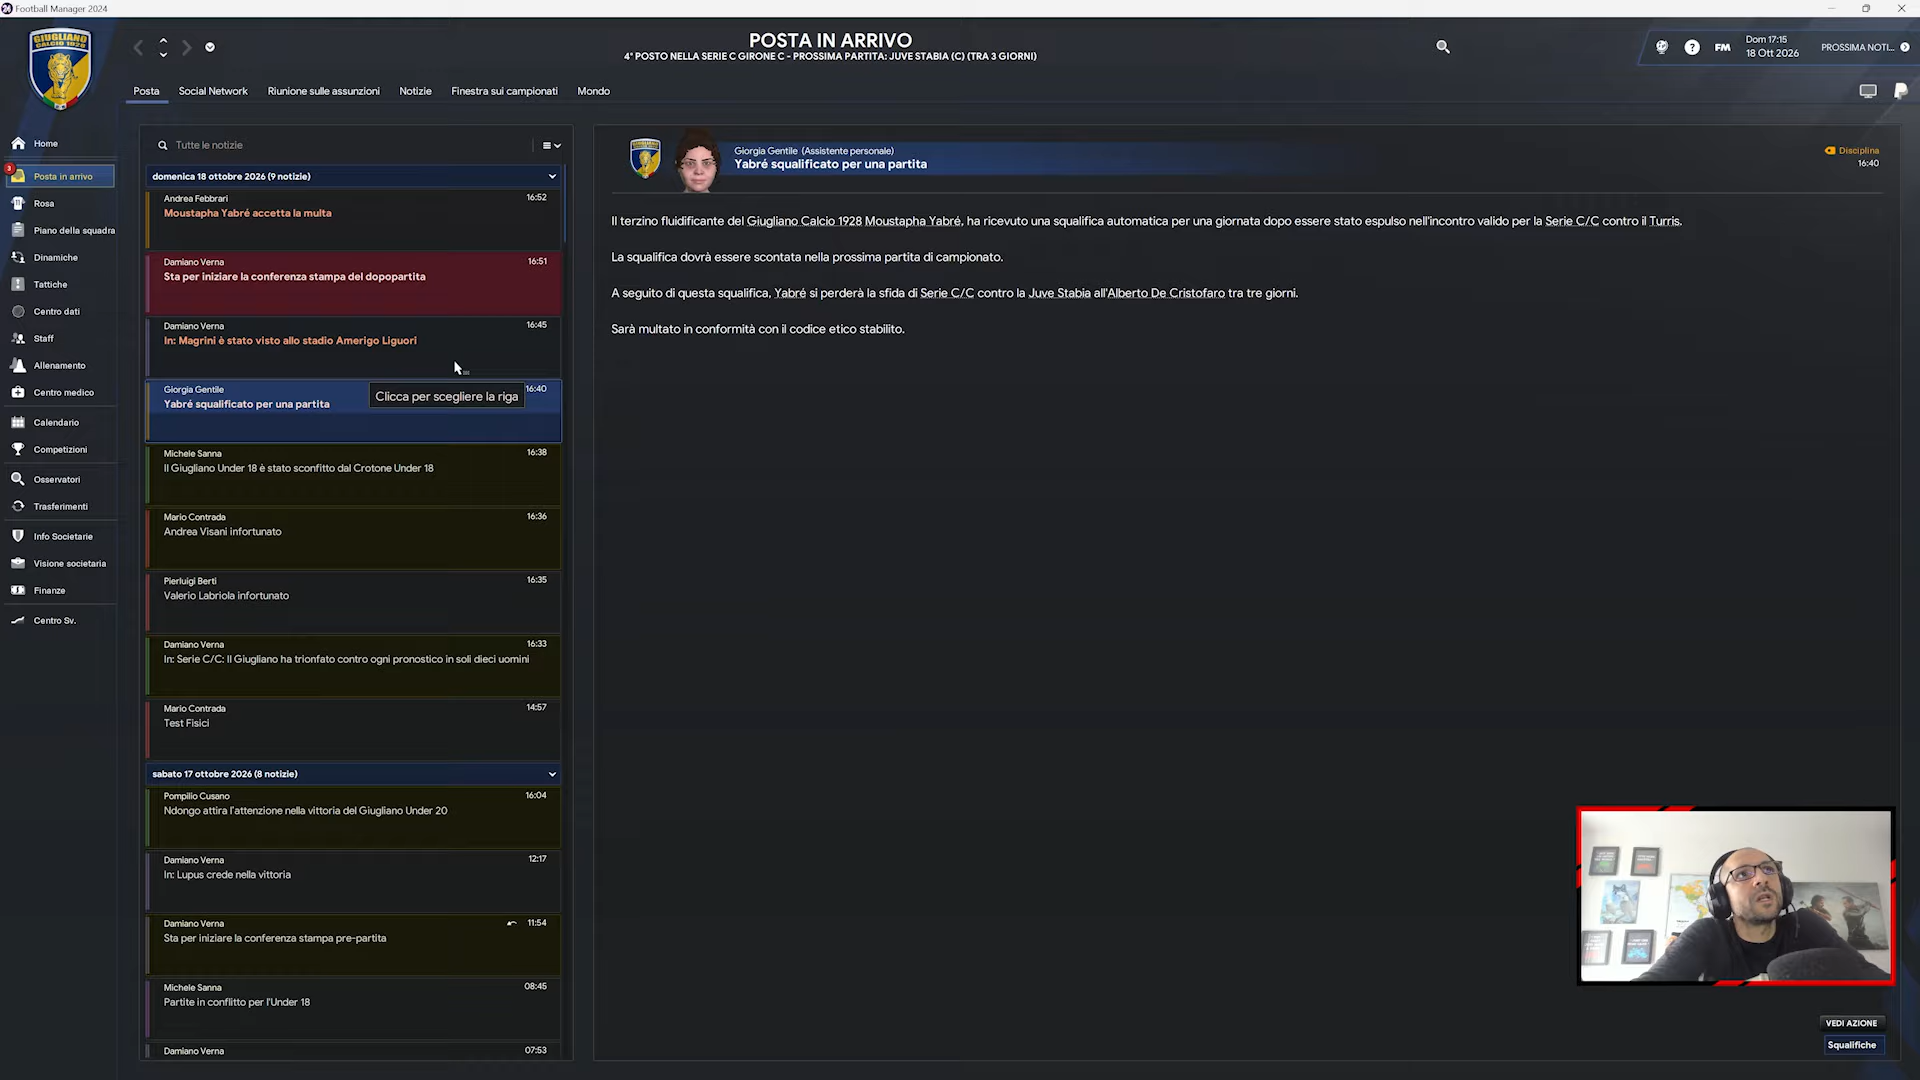 Football Manager 2024
GIUGLIANO
CALCIO 1928
POSTA IN ARRIVO
4° POSTO NELLA SERIE C GIRONE C - PROSSIMA PARTITA: JUVE STABIA (C) (TRA 3 GIORNI)
FM
Dom 17:15
18 Ott 2026
PROSSIMA NOTI...
Posta
Social Network
Riunione sulle assunzioni
Notizie
Finestra sui campionati
Mondo
Home
3
Posta in arrivo
Rosa
Piano della squadra
Dinamiche
Tattiche
Centro dati
Staff
Allenamento
Centro medico
Calendario
Competizioni
Osservatori
Trasferimenti
Info Societarie
Visione societaria
Finanze
Centro Sv.
Tutte le notizie
domenica 18 ottobre 2026 (9 notizie)
Andrea Febbrari 16:52
Moustapha Yabré accetta la multa
Damiano Verna 16:51
Sta per iniziare la conferenza stampa del dopopartita
Damiano Verna 16:45
In: Magrini è stato visto allo stadio Amerigo Liguori
Giorgia Gentile 16:40
Yabré squalificato per una partita
Clicca per scegliere la riga
Michele Sanna 16:38
Il Giugliano Under 18 è stato sconfitto dal Crotone Under 18
Mario Contrada 16:36
Andrea Visani infortunato
Pierluigi Berti 16:35
Valerio Labriola infortunato
Damiano Verna 16:33
In: Serie C/C: Il Giugliano ha trionfato contro ogni pronostico in soli dieci uomini
Mario Contrada 14:57
Test Fisici
sabato 17 ottobre 2026 (8 notizie)
Pompilio Cusano 16:04
Ndongo attira l'attenzione nella vittoria del Giugliano Under 20
Damiano Verna 12:17
In: Lupus crede nella vittoria
Damiano Verna 11:54
Sta per iniziare la conferenza stampa pre-partita
Michele Sanna 08:45
Partite in conflitto per l'Under 18
Damiano Verna 07:53
Giorgia Gentile (Assistente personale)
Yabré squalificato per una partita
Disciplina
16:40
Il terzino fluidificante del Giugliano Calcio 1928 Moustapha Yabré, ha ricevuto una squalifica automatica per una giornata dopo essere stato espulso nell'incontro valido per la Serie C/C contro il Turris.
La squalifica dovrà essere scontata nella prossima partita di campionato.
A seguito di questa squalifica, Yabré si perderà la sfida di Serie C/C contro la Juve Stabia all'Alberto De Cristofaro tra tre giorni.
Sarà multato in conformità con il codice etico stabilito.
VEDI AZIONE
Squalifiche